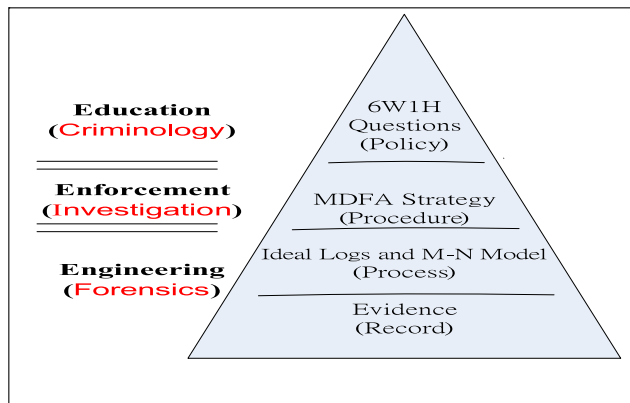 Education
(Criminology)
Enforcement
(Investigation)
Engineering
(Forensics)
6W1H
Questions
(Policy)
MDFA Strategy
(Procedure)
Ideal Logs and M-N Model
(Process)
Evidence
(Record)